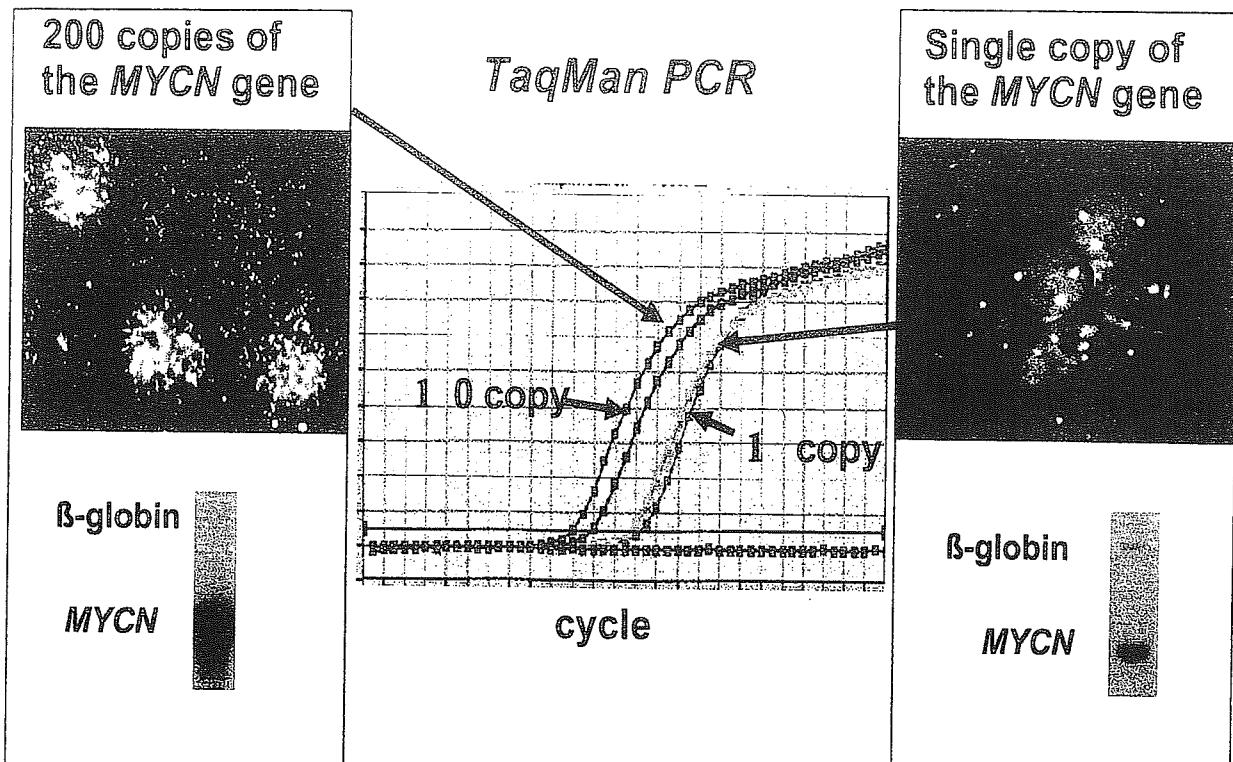 200 copies of
the MYCN gene
ß-globin
MYCN
TaqMan PCR
1 0 copy
1 copy
cycle
Single copy of
the MYCN gene
ß-globin
MYCN